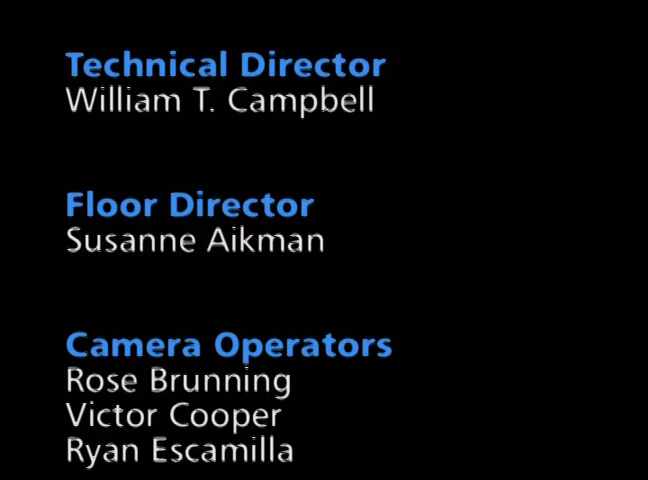 Technical Director
William T. Campbell
Floor Director
Susanne Aikman
Camera Operators
Rose Brunning
Victor Cooper
Ryan Escamilla